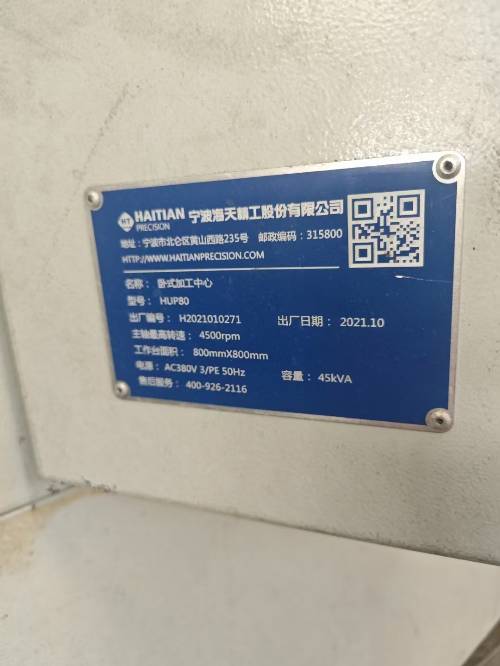 HT HAITIAN PRECISION 宁波海天精工股份有限公司
地址：宁波市北仑区黄山西路235号 邮政编码：315800
HTTP://WWW.HAITIANPRECISION.COM
名称：卧式加工中心
型号：HUP80
出厂编号：H2021010271 出厂日期：2021.10
主轴最高转速：4500rpm
工作台面积：800mmX800mm
电源：AC380V 3/PE 50Hz 容量：45kVA
售后服务：400-926-2116